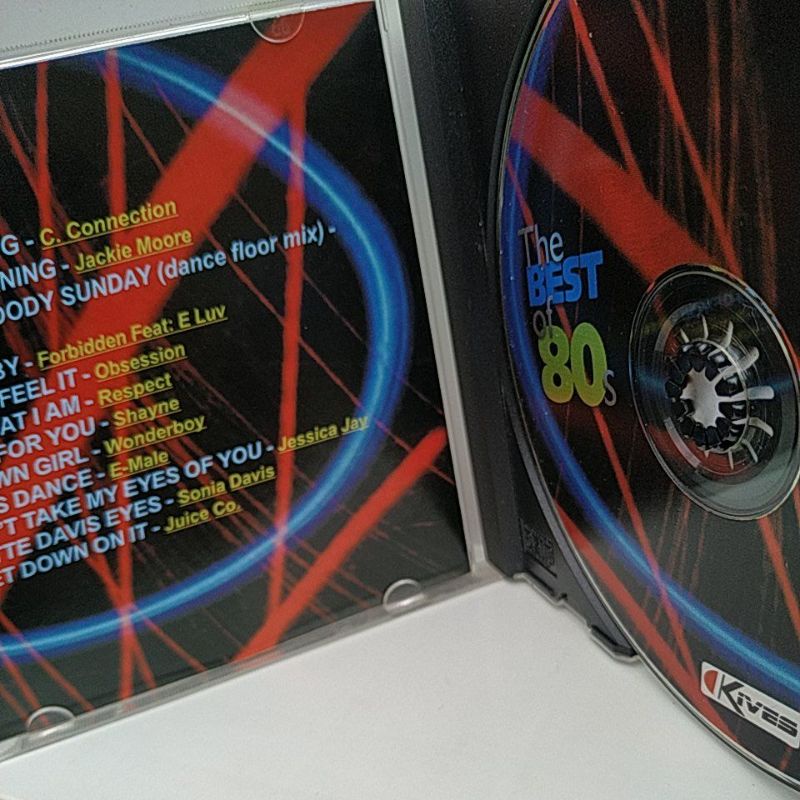 G - C. Connection
NING - Jackie Moore
OODY SUNDAY (dance floor mix) -
BY - Forbidden Feat: E Luv
FEEL IT - Obsession
AT I AM - Respect
FOR YOU - Shayne
WN GIRL - Wonderboy
S DANCE - E-Male
'T TAKE MY EYES OF YOU - Jessica Jay
TTE DAVIS EYES - Sonia Davis
ET DOWN ON IT - Juice Co.
The
BEST
of
80s
KIVES